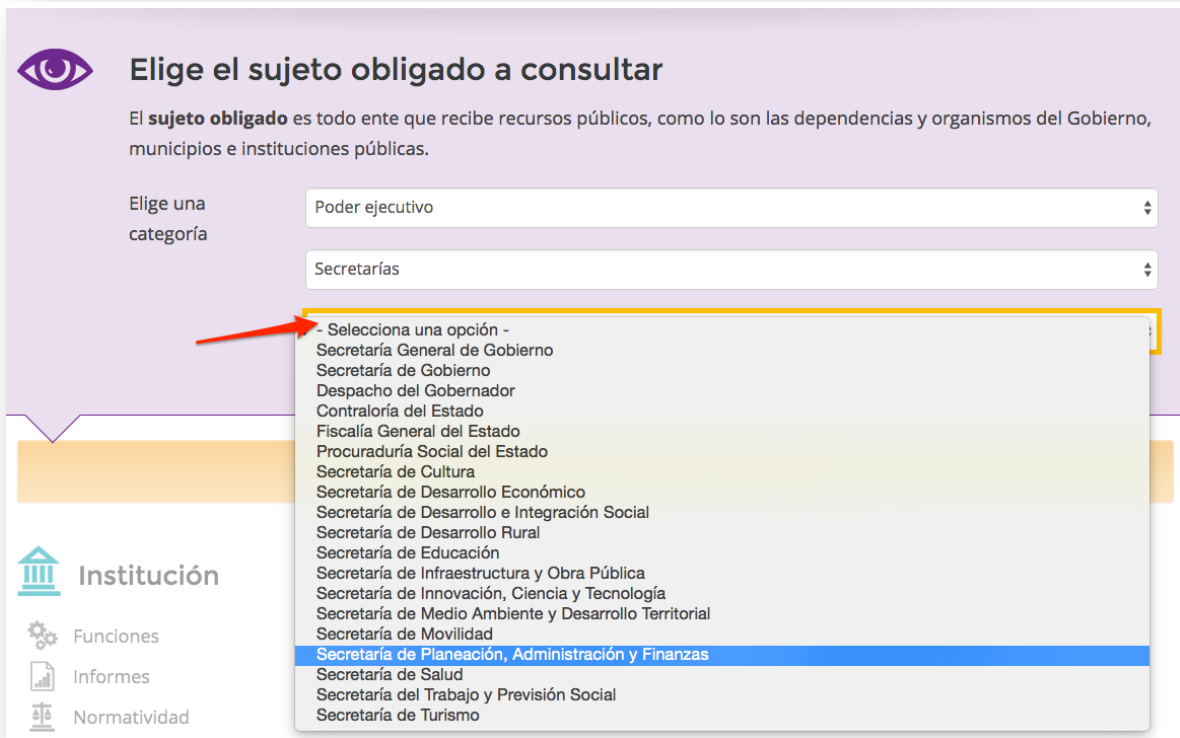 Elige el sujeto obligado a consultar
El sujeto obligado es todo ente que recibe recursos públicos, como lo son las dependencias y organismos del Gobierno,
municipios e instituciones públicas.
Elige una
categoría
Poder ejecutivo
Secretarías
- Selecciona una opción -
Secretaría General de Gobierno
Secretaría de Gobierno
Despacho del Gobernador
Contraloría del Estado
Fiscalía General del Estado
Procuraduría Social del Estado
Secretaría de Cultura
Secretaría de Desarrollo Económico
Secretaría de Desarrollo e Integración Social
Secretaría de Desarrollo Rural
Secretaría de Educación
Secretaría de Infraestructura y Obra Pública
Secretaría de Innovación, Ciencia y Tecnología
Secretaría de Medio Ambiente y Desarrollo Territorial
Secretaría de Movilidad
Secretaría de Planeación, Administración y Finanzas
Secretaría de Salud
Secretaría del Trabajo y Previsión Social
Secretaría de Turismo
Institución
Funciones
Informes
Normatividad